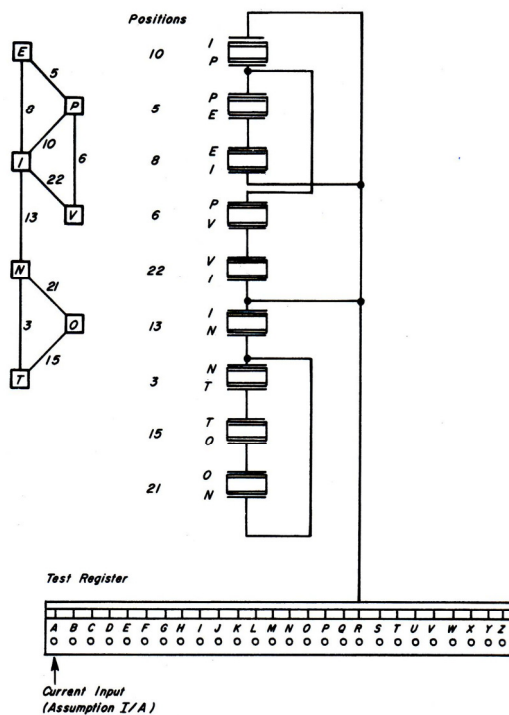 Positions
E
5
P
8
10
I
6
22
V
13
N
21
O
3
15
T
10
I
P
5
P
E
8
E
I
6
P
V
22
V
I
13
I
N
3
N
T
15
T
O
21
O
N
Test Register
A B C D E F G H I J K L M N O P Q R S T U V W X Y Z
Current Input
(Assumption I/A)